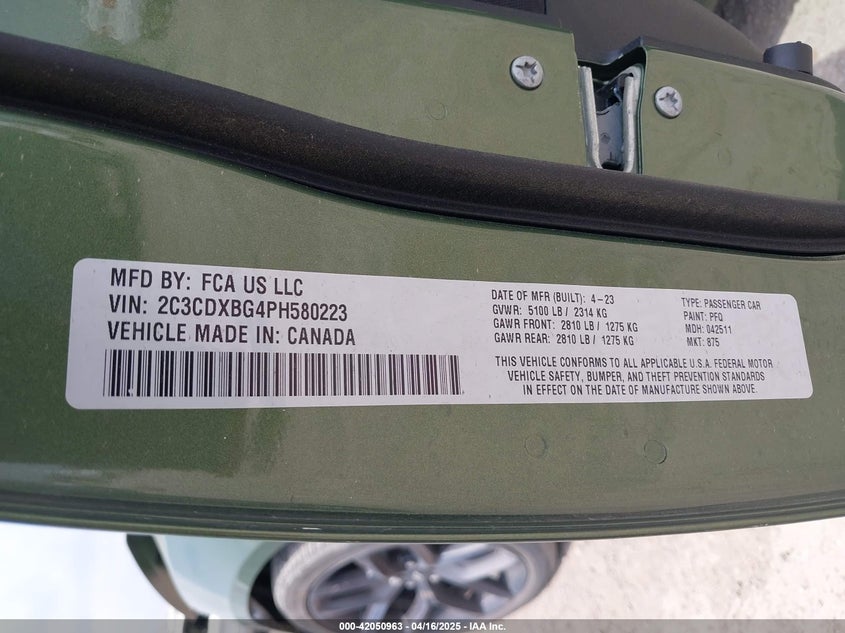 MFD BY: FCA US LLC
VIN: 2C3CDXBG4PH580223
VEHICLE MADE IN: CANADA
DATE OF MFR (BUILT): 4-23
GVWR: 5100 LB / 2314 KG
GAWR FRONT: 2810 LB / 1275 KG
GAWR REAR: 2810 LB / 1275 KG
TYPE: PASSENGER CAR
PAINT: PFQ
MDH: 042511
MKT: 875
THIS VEHICLE CONFORMS TO ALL APPLICABLE U.S.A. FEDERAL MOTOR
VEHICLE SAFETY, BUMPER, AND THEFT PREVENTION STANDARDS
IN EFFECT ON THE DATE OF MANUFACTURE SHOWN ABOVE.
000-42050963 - 04/16/2025 - IAA Inc.